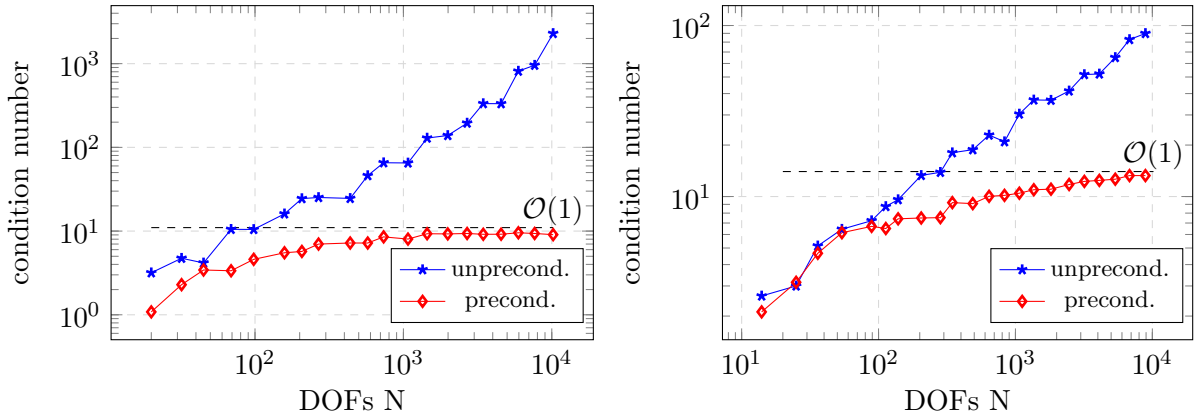 10^3
10^2
10^1
10^0
condition number
O(1)
unprecond.
precond.
10^2
10^3
10^4
DOFs N
10^2
10^1
condition number
O(1)
unprecond.
precond.
10^1
10^2
10^3
10^4
DOFs N